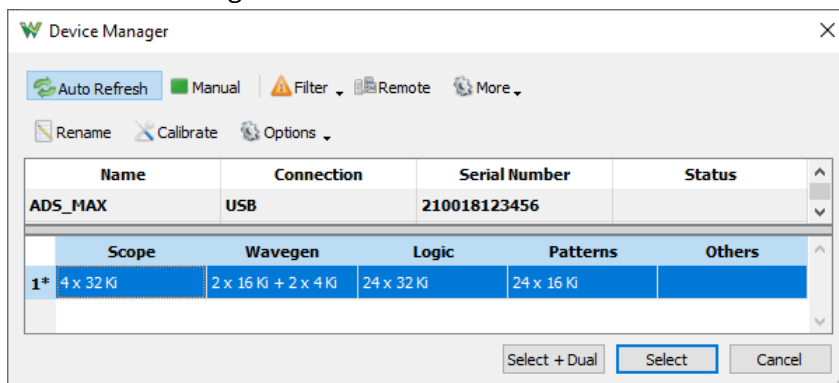 Device Manager
Auto Refresh Manual Filter Remote More
Rename Calibrate Options
Name Connection Serial Number Status
ADS_MAX USB 210018123456
Scope Wavegen Logic Patterns Others
1* 4 x 32 Ki 2 x 16 Ki + 2 x 4 Ki 24 x 32 Ki 24 x 16 Ki
Select + Dual Select Cancel